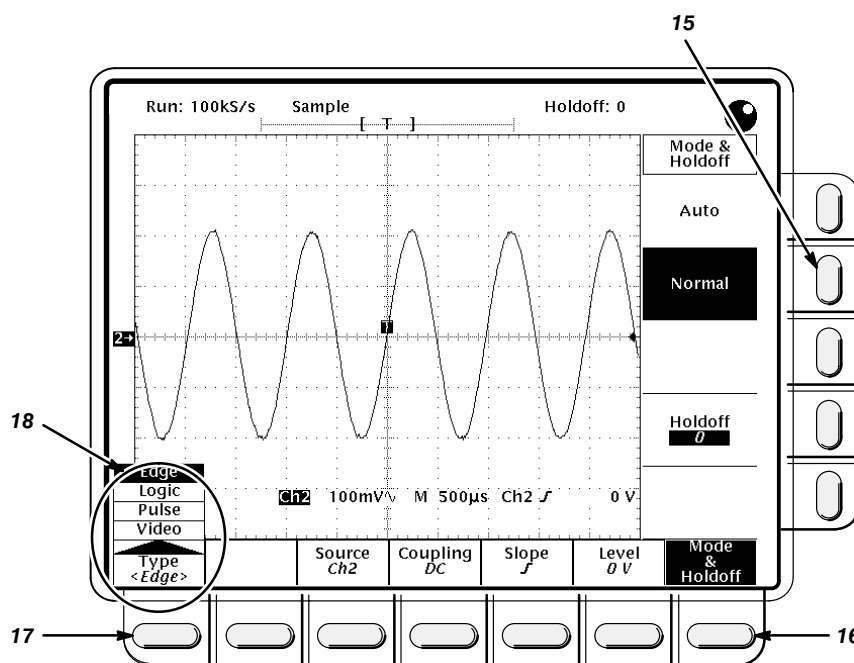 15
Run: 100kS/s Sample Holdoff: 0
[ T ]
Mode &
Holdoff
Auto
Normal
T
2→
18
Holdoff
0
Edge
Logic
Pulse
Video
Ch2 100mV∿ M 500µs Ch2 ⨍ 0 V
Type
<Edge>
Source
Ch2
Coupling
DC
Slope
⨍
Level
0 V
Mode
&
Holdoff
17
16